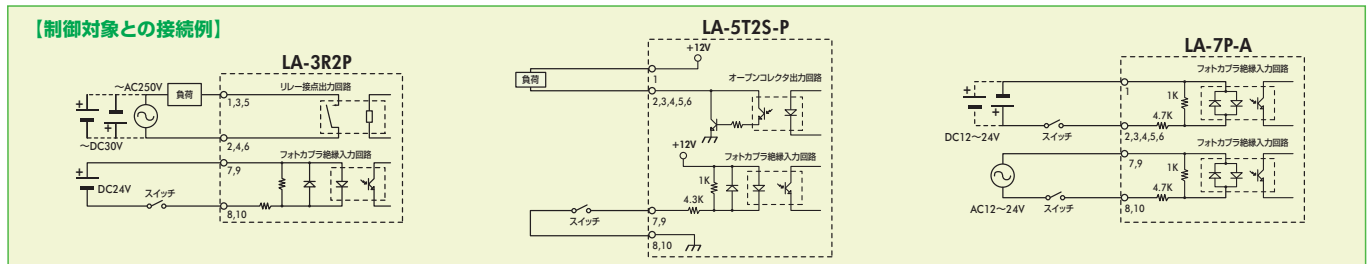 【制御対象との接続例】
LA-3R2P
～AC250V
負荷
1,3,5
リレー接点出力回路
+
+
～DC30V
2,4,6
7,9
フォトカプラ絶縁入力回路
+
DC24V
スイッチ
8,10
LA-5T2S-P
+12V
負荷
1
オープンコレクタ出力回路
2,3,4,5,6
+12V
フォトカプラ絶縁入力回路
1K
4.3K
スイッチ
7,9
8,10
LA-7P-A
フォトカプラ絶縁入力回路
1
+
+
1K
4.7K
DC12～24V
スイッチ
2,3,4,5,6
フォトカプラ絶縁入力回路
7,9
1K
4.7K
AC12～24V
スイッチ
8,10